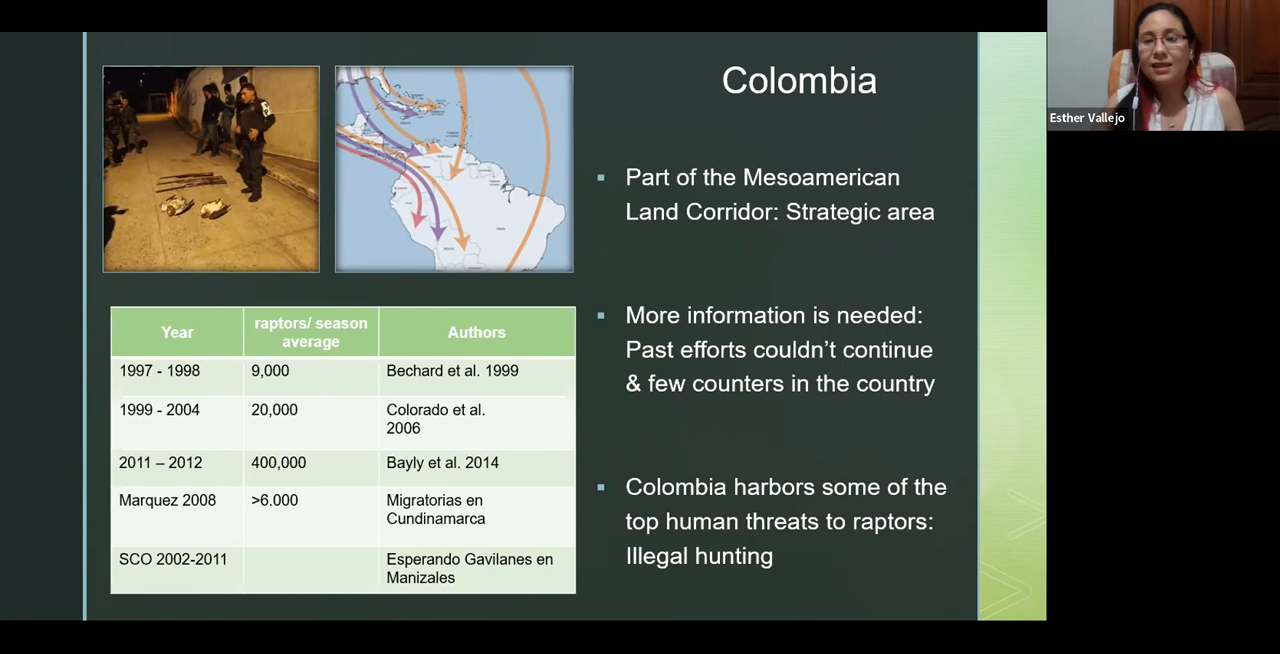 Colombia
Part of the Mesoamerican
Land Corridor: Strategic area
More information is needed:
Past efforts couldn’t continue
& few counters in the country
Colombia harbors some of the
top human threats to raptors:
Illegal hunting
Year raptors/ season average Authors
1997 - 1998 9,000 Bechard et al. 1999
1999 - 2004 20,000 Colorado et al. 2006
2011 – 2012 400,000 Bayly et al. 2014
Marquez 2008 >6.000 Migratorias en Cundinamarca
SCO 2002-2011 Esperando Gavilanes en Manizales
Esther Vallejo